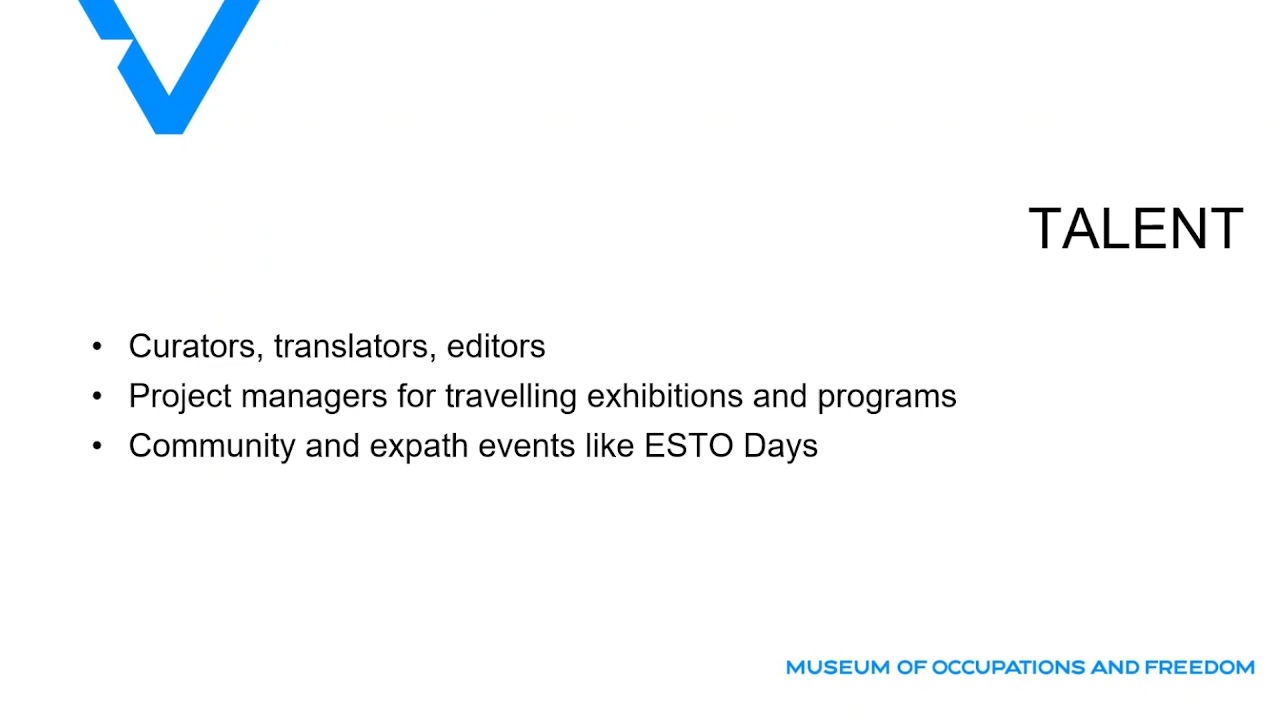 TALENT
• Curators, translators, editors
• Project managers for travelling exhibitions and programs
• Community and expath events like ESTO Days
MUSEUM OF OCCUPATIONS AND FREEDOM